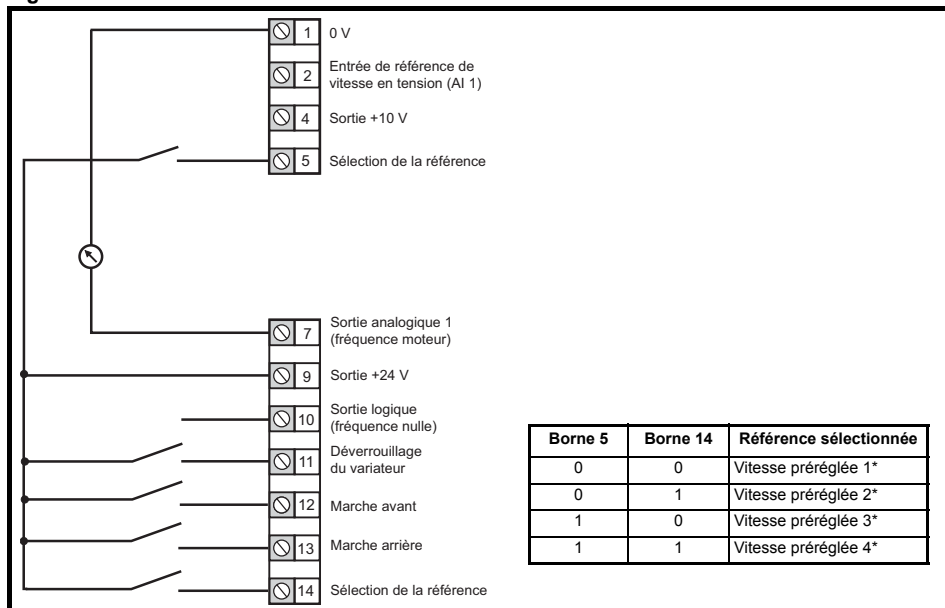 1 0 V
2 Entrée de référence de
vitesse en tension (AI 1)
4 Sortie +10 V
5 Sélection de la référence
7 Sortie analogique 1
(fréquence moteur)
9 Sortie +24 V
10 Sortie logique
(fréquence nulle)
11 Déverrouillage
du variateur
12 Marche avant
13 Marche arrière
14 Sélection de la référence
Borne 5 Borne 14 Référence sélectionnée
0 0 Vitesse préréglée 1*
0 1 Vitesse préréglée 2*
1 0 Vitesse préréglée 3*
1 1 Vitesse préréglée 4*